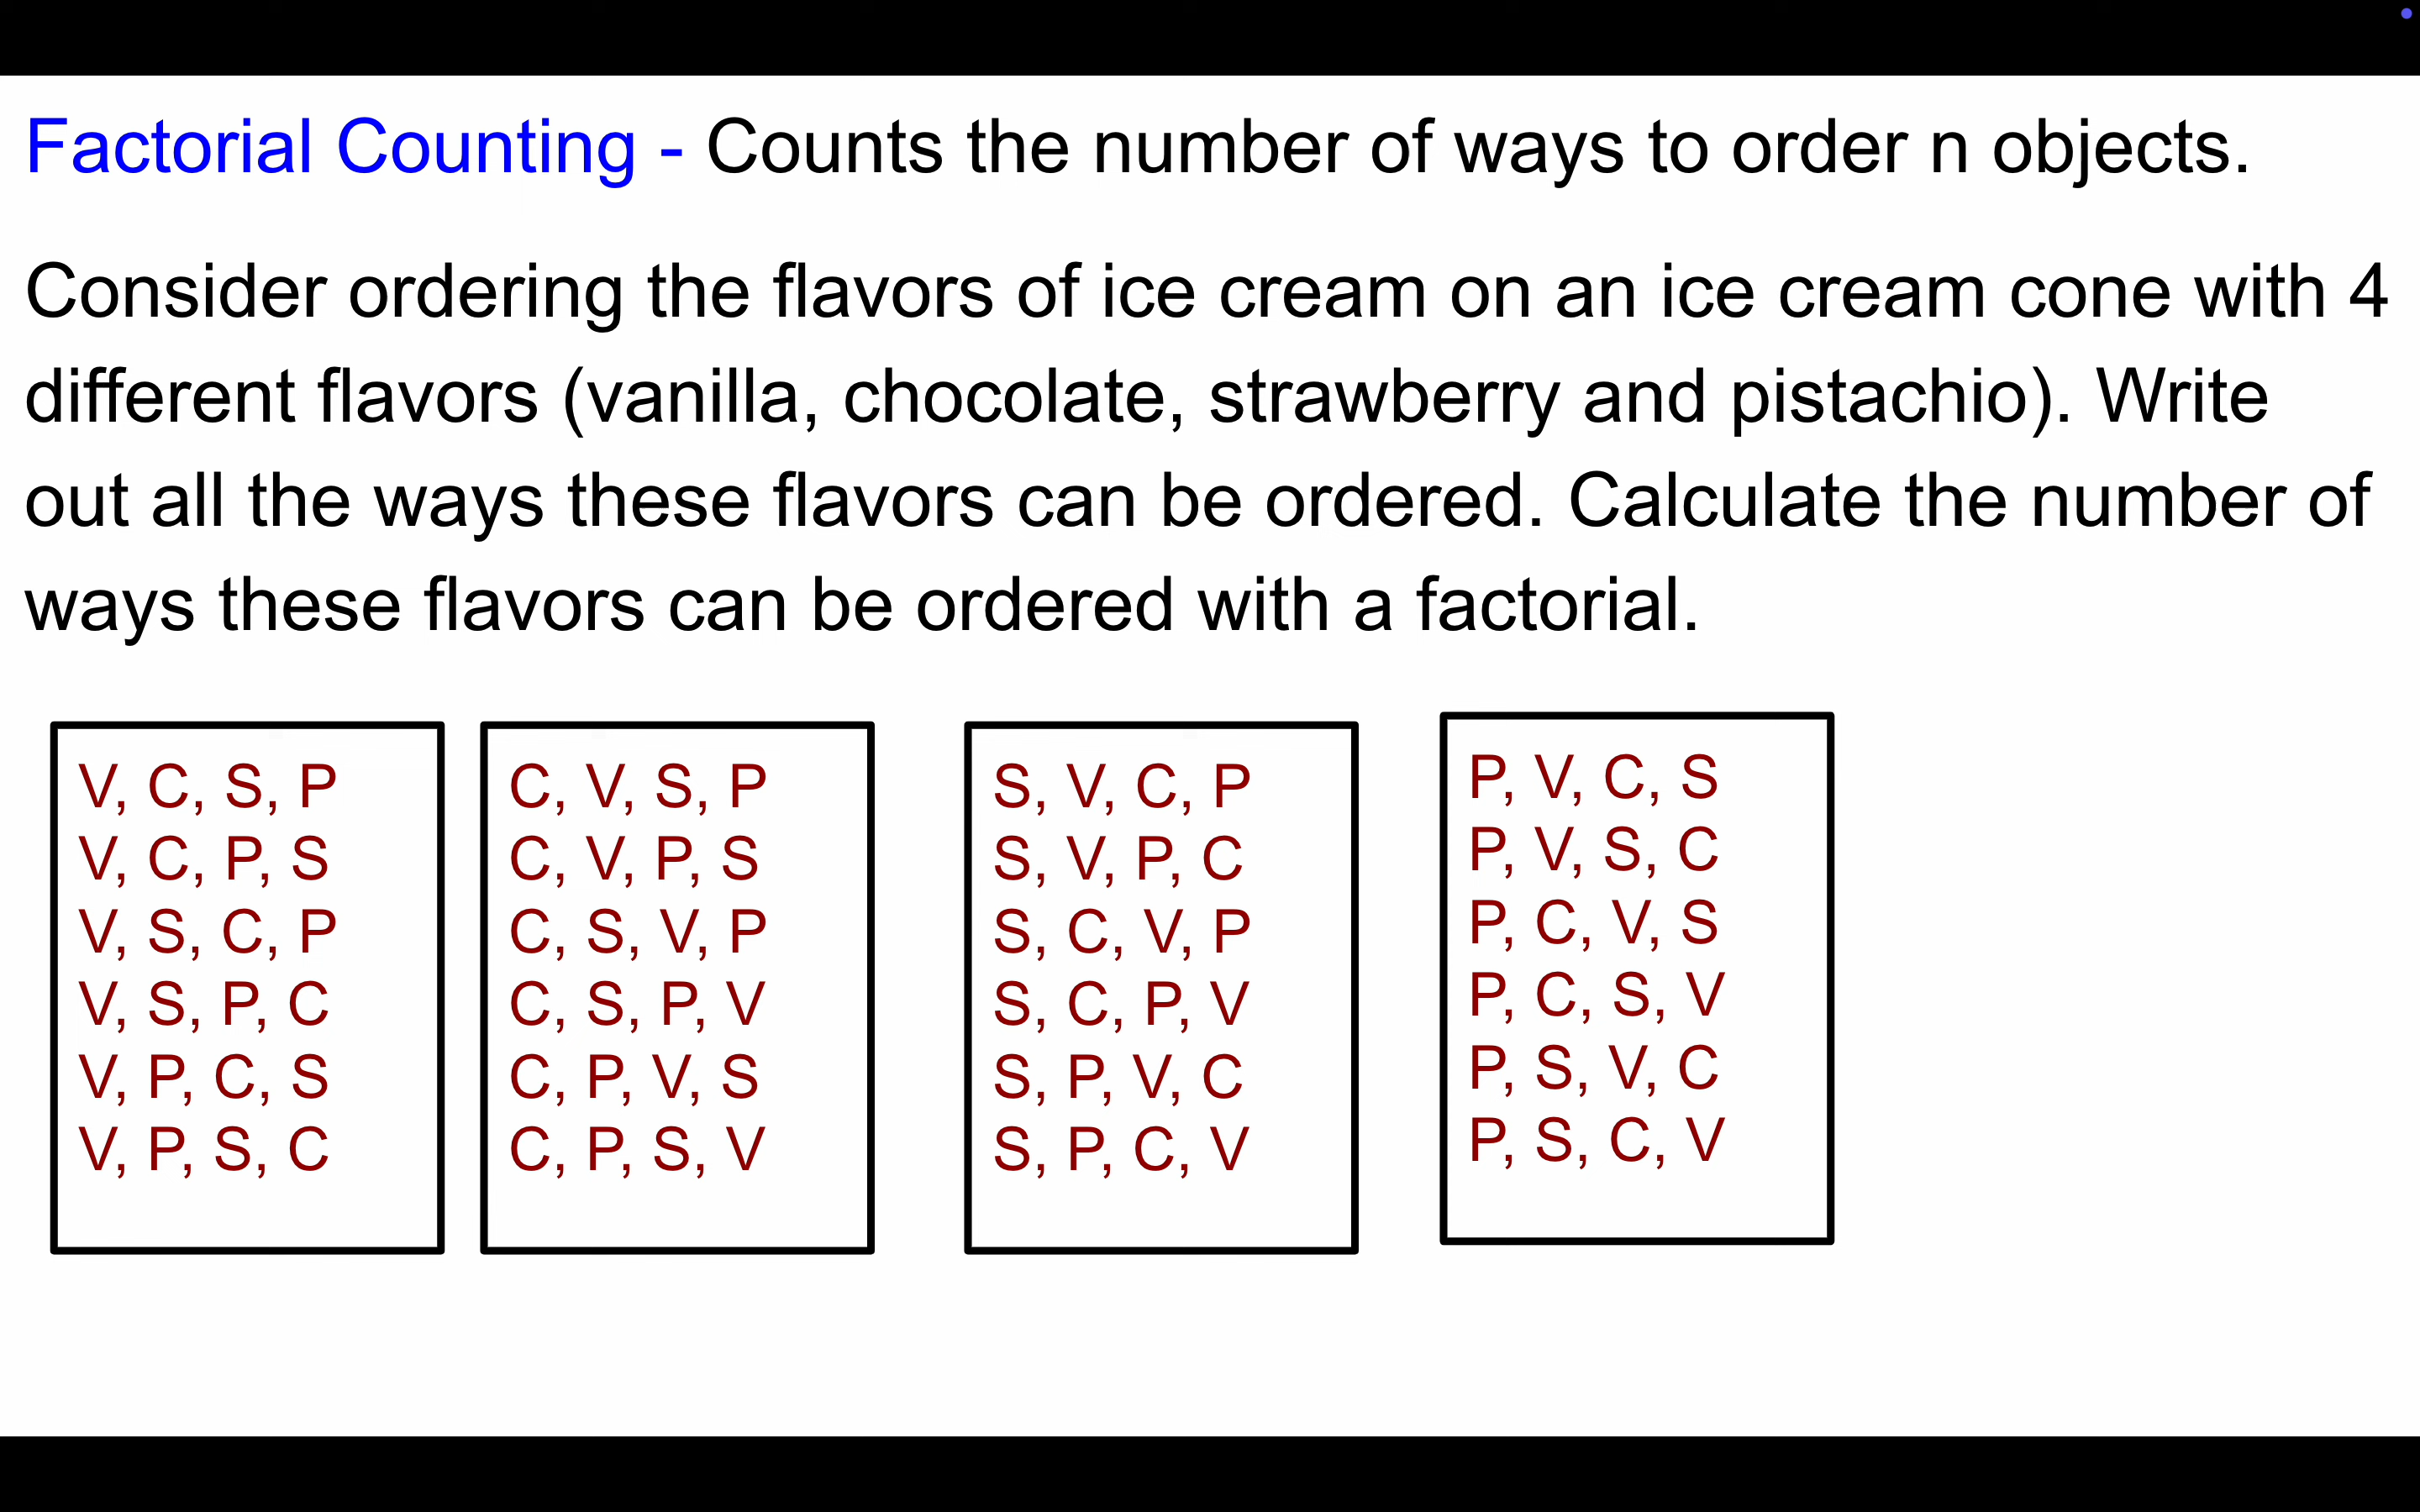 Factorial Counting - Counts the number of ways to order n objects.
Consider ordering the flavors of ice cream on an ice cream cone with 4
different flavors (vanilla, chocolate, strawberry and pistachio). Write
out all the ways these flavors can be ordered. Calculate the number of
ways these flavors can be ordered with a factorial.
V, C, S, P
V, C, P, S
V, S, C, P
V, S, P, C
V, P, C, S
V, P, S, C
C, V, S, P
C, V, P, S
C, S, V, P
C, S, P, V
C, P, V, S
C, P, S, V
S, V, C, P
S, V, P, C
S, C, V, P
S, C, P, V
S, P, V, C
S, P, C, V
P, V, C, S
P, V, S, C
P, C, V, S
P, C, S, V
P, S, V, C
P, S, C, V